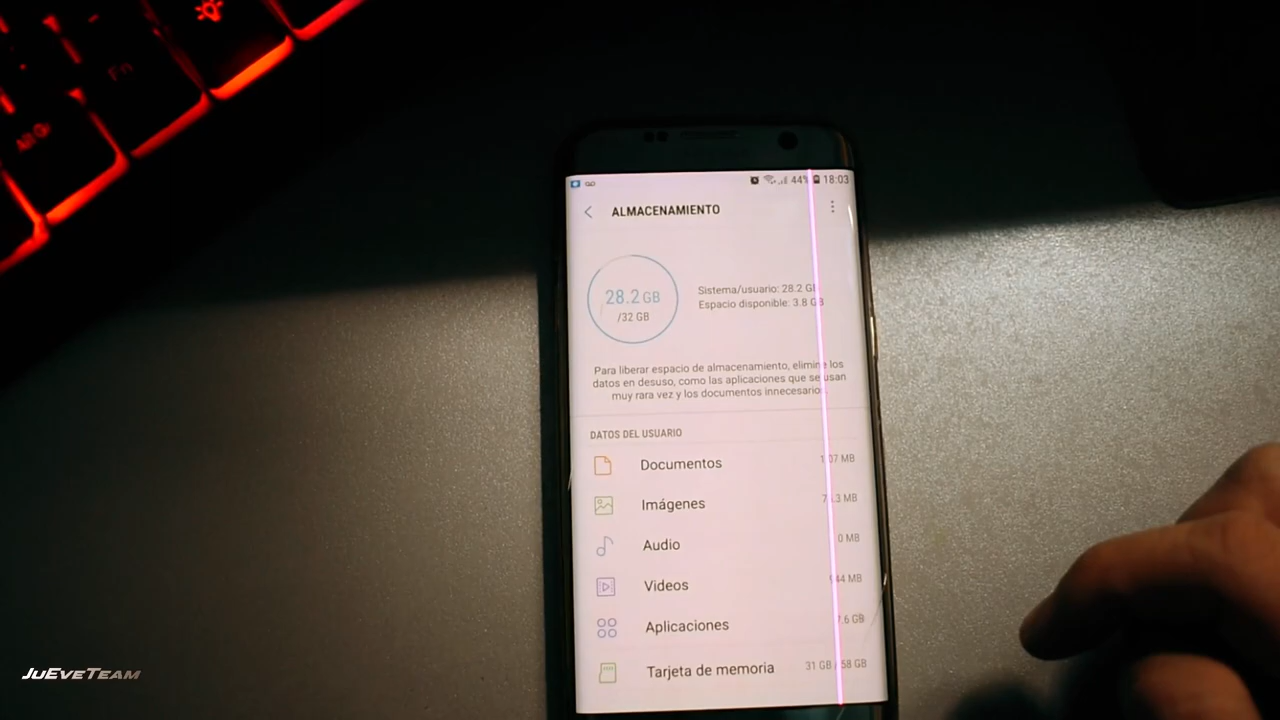 Fn
Alt Gr
44% 18:03
ALMACENAMIENTO
28.2 GB
/32 GB
Sistema/usuario: 28.2 GB
Espacio disponible: 3.8 GB
Para liberar espacio de almacenamiento, elimine los
datos en desuso, como las aplicaciones que se usan
muy rara vez y los documentos innecesarios.
DATOS DEL USUARIO
Documentos
Imágenes
Audio 0 MB
Videos
Aplicaciones
Tarjeta de memoria 31 GB
JUEVETEAM